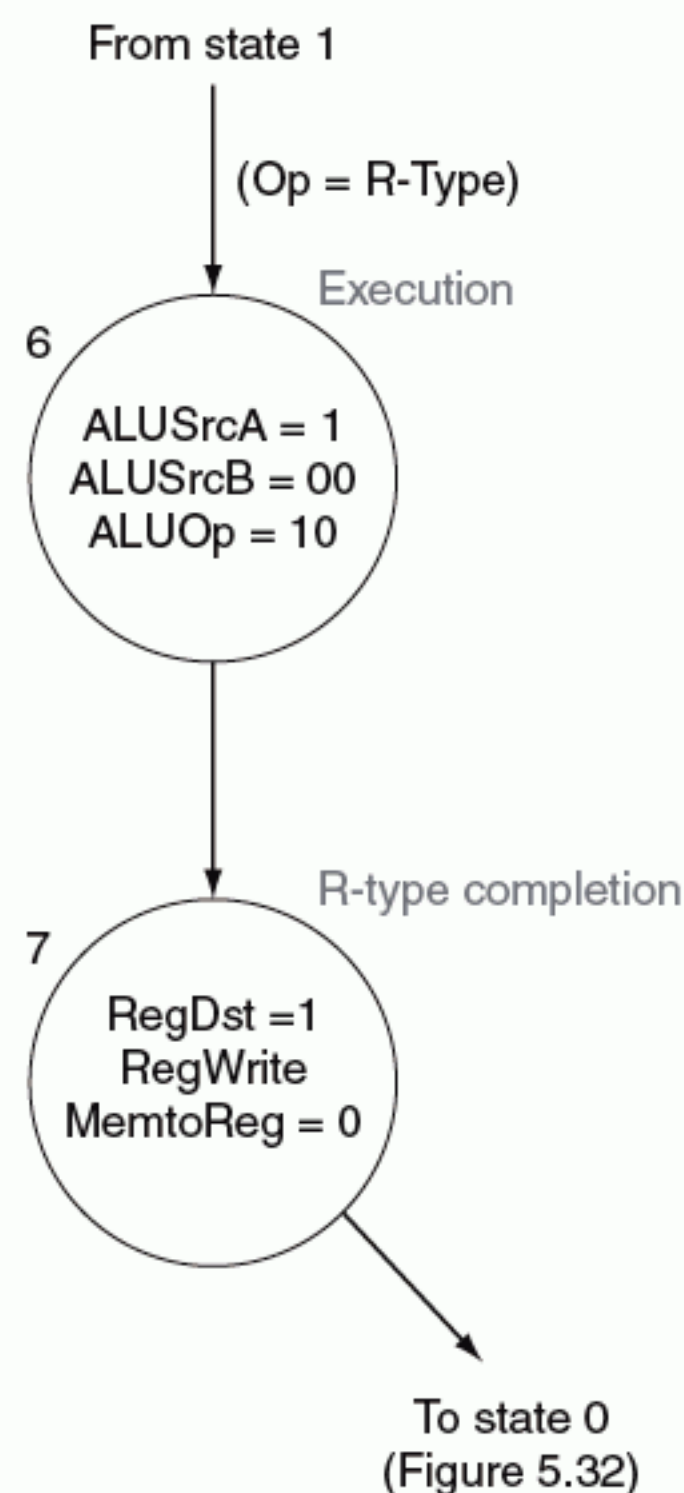 From state 1
(Op = R-Type)
Execution
6
ALUSrcA = 1
ALUSrcB = 00
ALUOp = 10
R-type completion
7
RegDst =1
RegWrite
MemtoReg = 0
To state 0
(Figure 5.32)